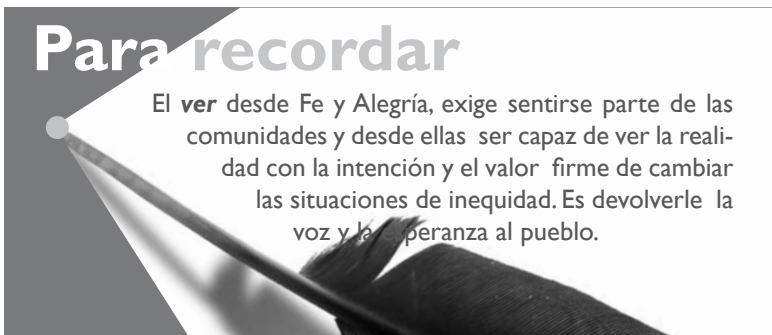 Para recordar
El ver desde Fe y Alegría, exige sentirse parte de las
comunidades y desde ellas ser capaz de ver la reali-
dad con la intención y el valor firme de cambiar
las situaciones de inequidad. Es devolverle la
voz y la esperanza al pueblo.